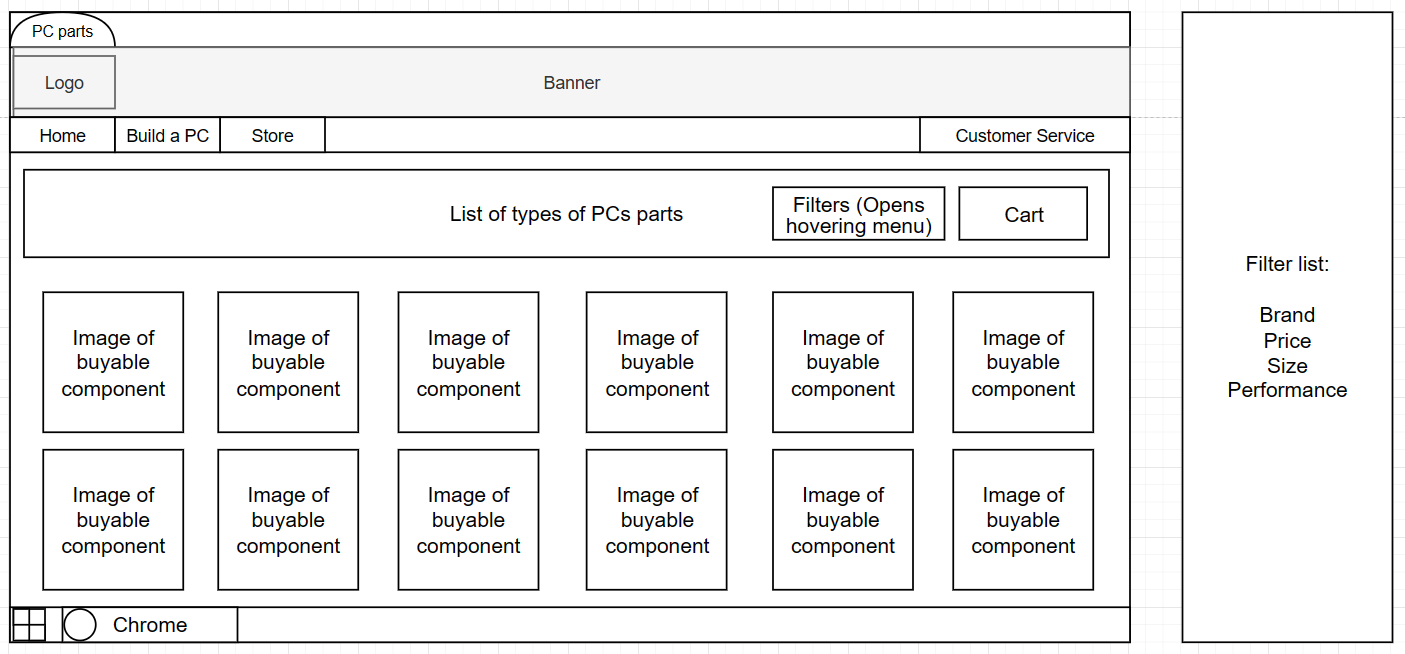 PC parts
Logo
Banner
Home
Build a PC
Store
Customer Service
List of types of PCs parts
Filters (Opens
hovering menu)
Cart
Image of
buyable
component
Image of
buyable
component
Image of
buyable
component
Image of
buyable
component
Image of
buyable
component
Image of
buyable
component
Image of
buyable
component
Image of
buyable
component
Image of
buyable
component
Image of
buyable
component
Image of
buyable
component
Image of
buyable
component
Chrome
Filter list:
Brand
Price
Size
Performance